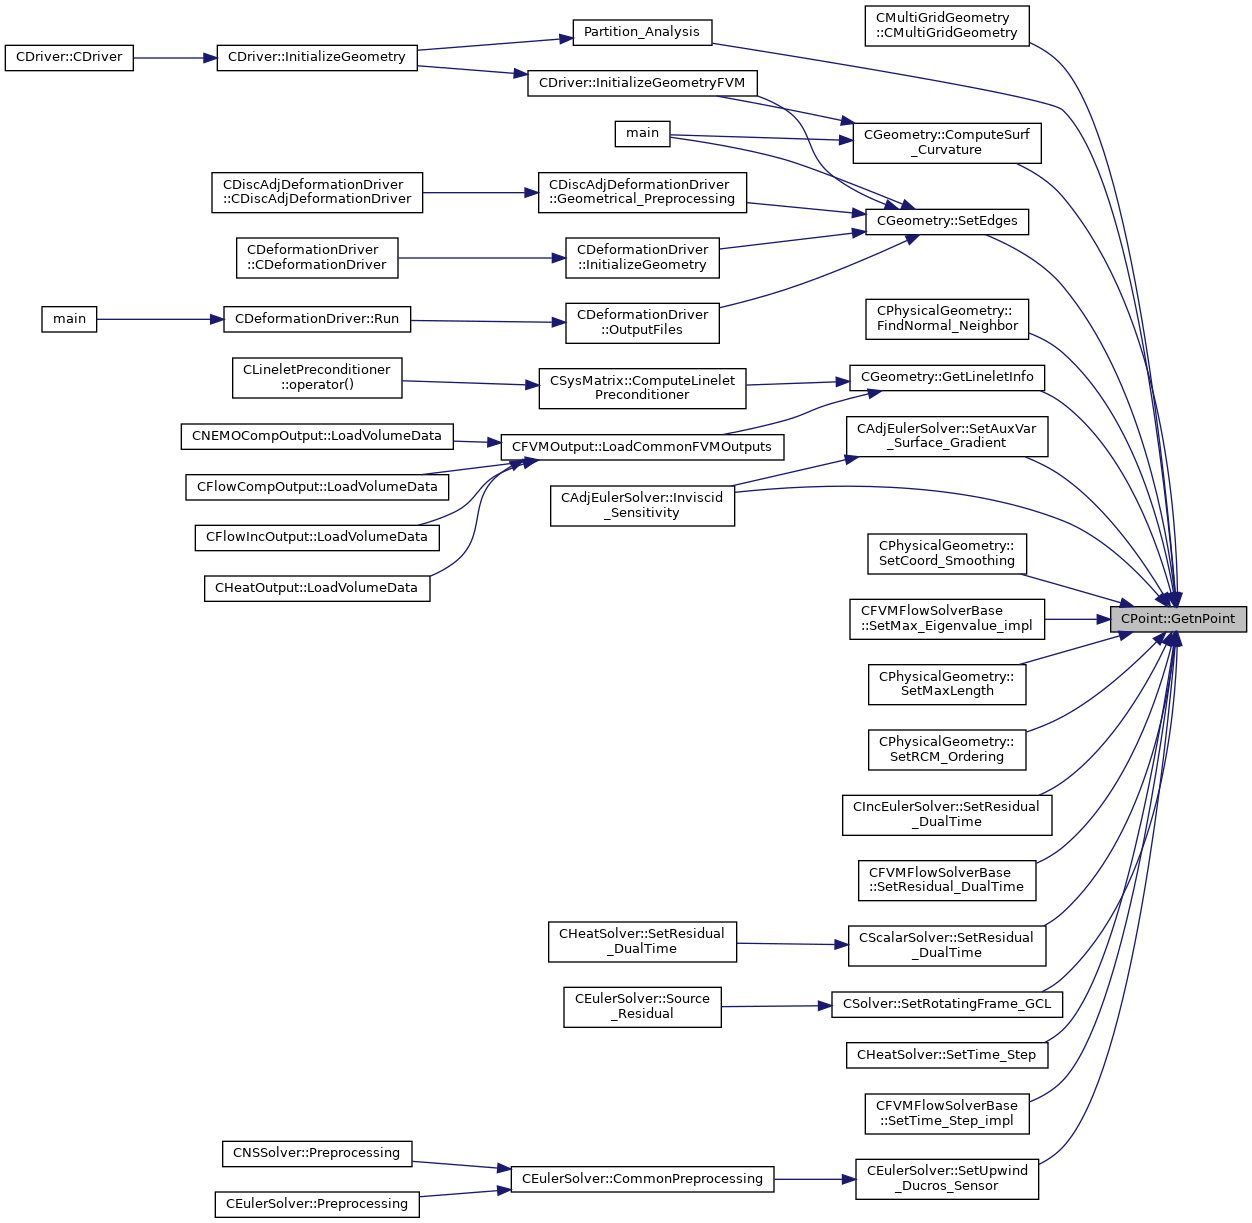 CMultiGridGeometry
::CMultiGridGeometry
Partition_Analysis
CDriver::CDriver
CDriver::InitializeGeometry
CDriver::InitializeGeometryFVM
main
CGeometry::ComputeSurf
_Curvature
CDiscAdjDeformationDriver
::CDiscAdjDeformationDriver
CDiscAdjDeformationDriver
::Geometrical_Preprocessing
CGeometry::SetEdges
CDeformationDriver
::CDeformationDriver
CDeformationDriver
::InitializeGeometry
main
CDeformationDriver::Run
CDeformationDriver
::OutputFiles
CPhysicalGeometry::
FindNormal_Neighbor
CLineletPreconditioner
::operator()
CSysMatrix::ComputeLinelet
Preconditioner
CGeometry::GetLineletInfo
CNEMOCompOutput::LoadVolumeData
CFVMOutput::LoadCommonFVMOutputs
CAdjEulerSolver::SetAuxVar
_Surface_Gradient
CFlowCompOutput::LoadVolumeData
CAdjEulerSolver::Inviscid
_Sensitivity
CFlowIncOutput::LoadVolumeData
CPhysicalGeometry::
SetCoord_Smoothing
CHeatOutput::LoadVolumeData
CFVMFlowSolverBase
::SetMax_Eigenvalue_impl
CPoint::GetnPoint
CPhysicalGeometry::
SetMaxLength
CPhysicalGeometry::
SetRCM_Ordering
CIncEulerSolver::SetResidual
_DualTime
CFVMFlowSolverBase
::SetResidual_DualTime
CHeatSolver::SetResidual
_DualTime
CScalarSolver::SetResidual
_DualTime
CEulerSolver::Source
_Residual
CSolver::SetRotatingFrame_GCL
CHeatSolver::SetTime_Step
CFVMFlowSolverBase
::SetTime_Step_impl
CNSSolver::Preprocessing
CEulerSolver::CommonPreprocessing
CEulerSolver::SetUpwind
_Ducros_Sensor
CEulerSolver::Preprocessing